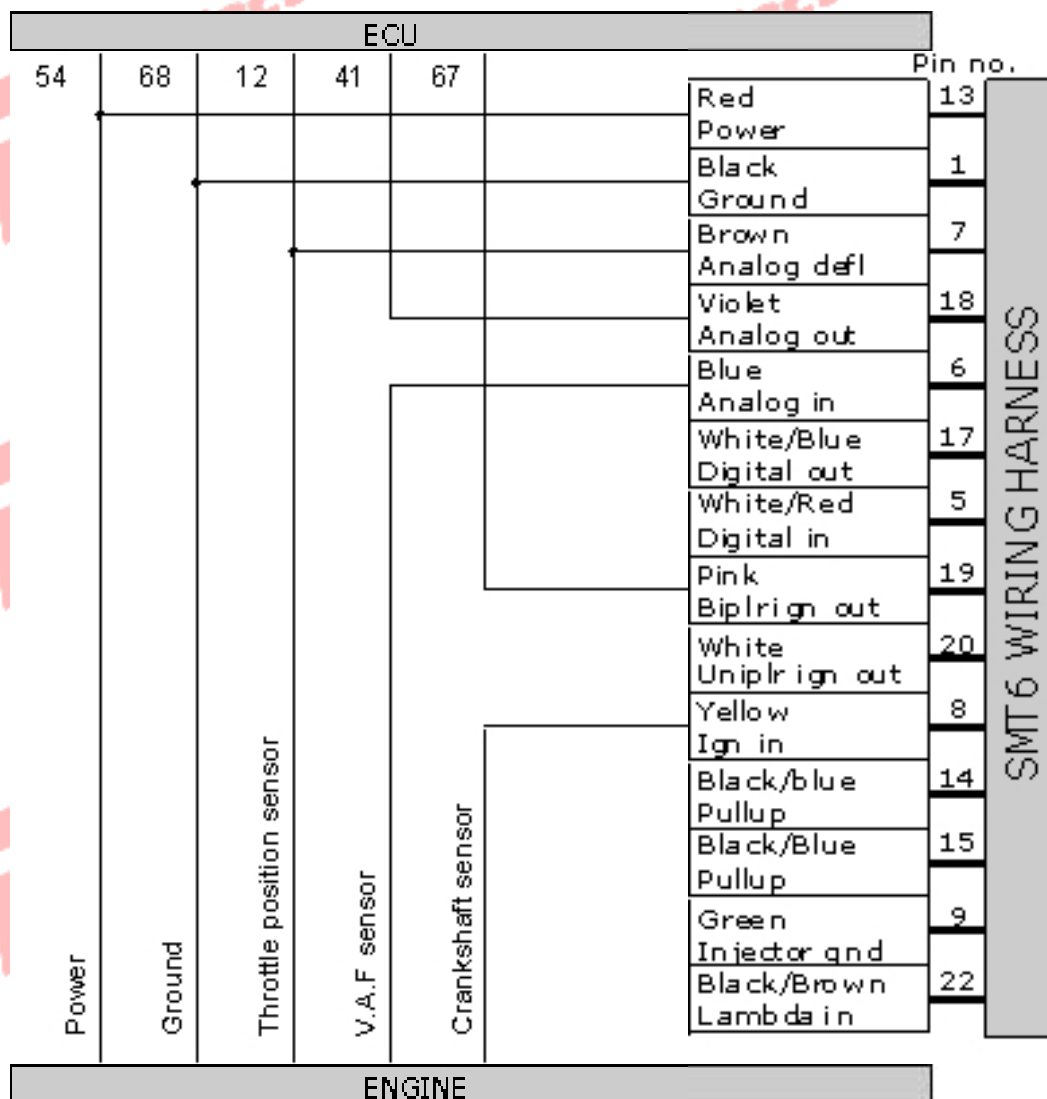 ECU
54 68 12 41 67
Pin no.
Red 13
Power
Black 1
Ground
Brown 7
Analog defl
Violet 18
Analog out
Blue 6
Analog in
White/Blue 17
Digital out
White/Red 5
Digital in
Pink 19
Biplrign out
White 20
Uniplr ign out
Yellow 8
Ign in
Black/blue 14
Pullup
Black/Blue 15
Pullup
Green 9
Injector gnd
Black/Brown 22
Lambda in
SMT 6 WIRING HARNESS
Power
Ground
Throttle position sensor
V.A.F sensor
Crankshaft sensor
ENGINE